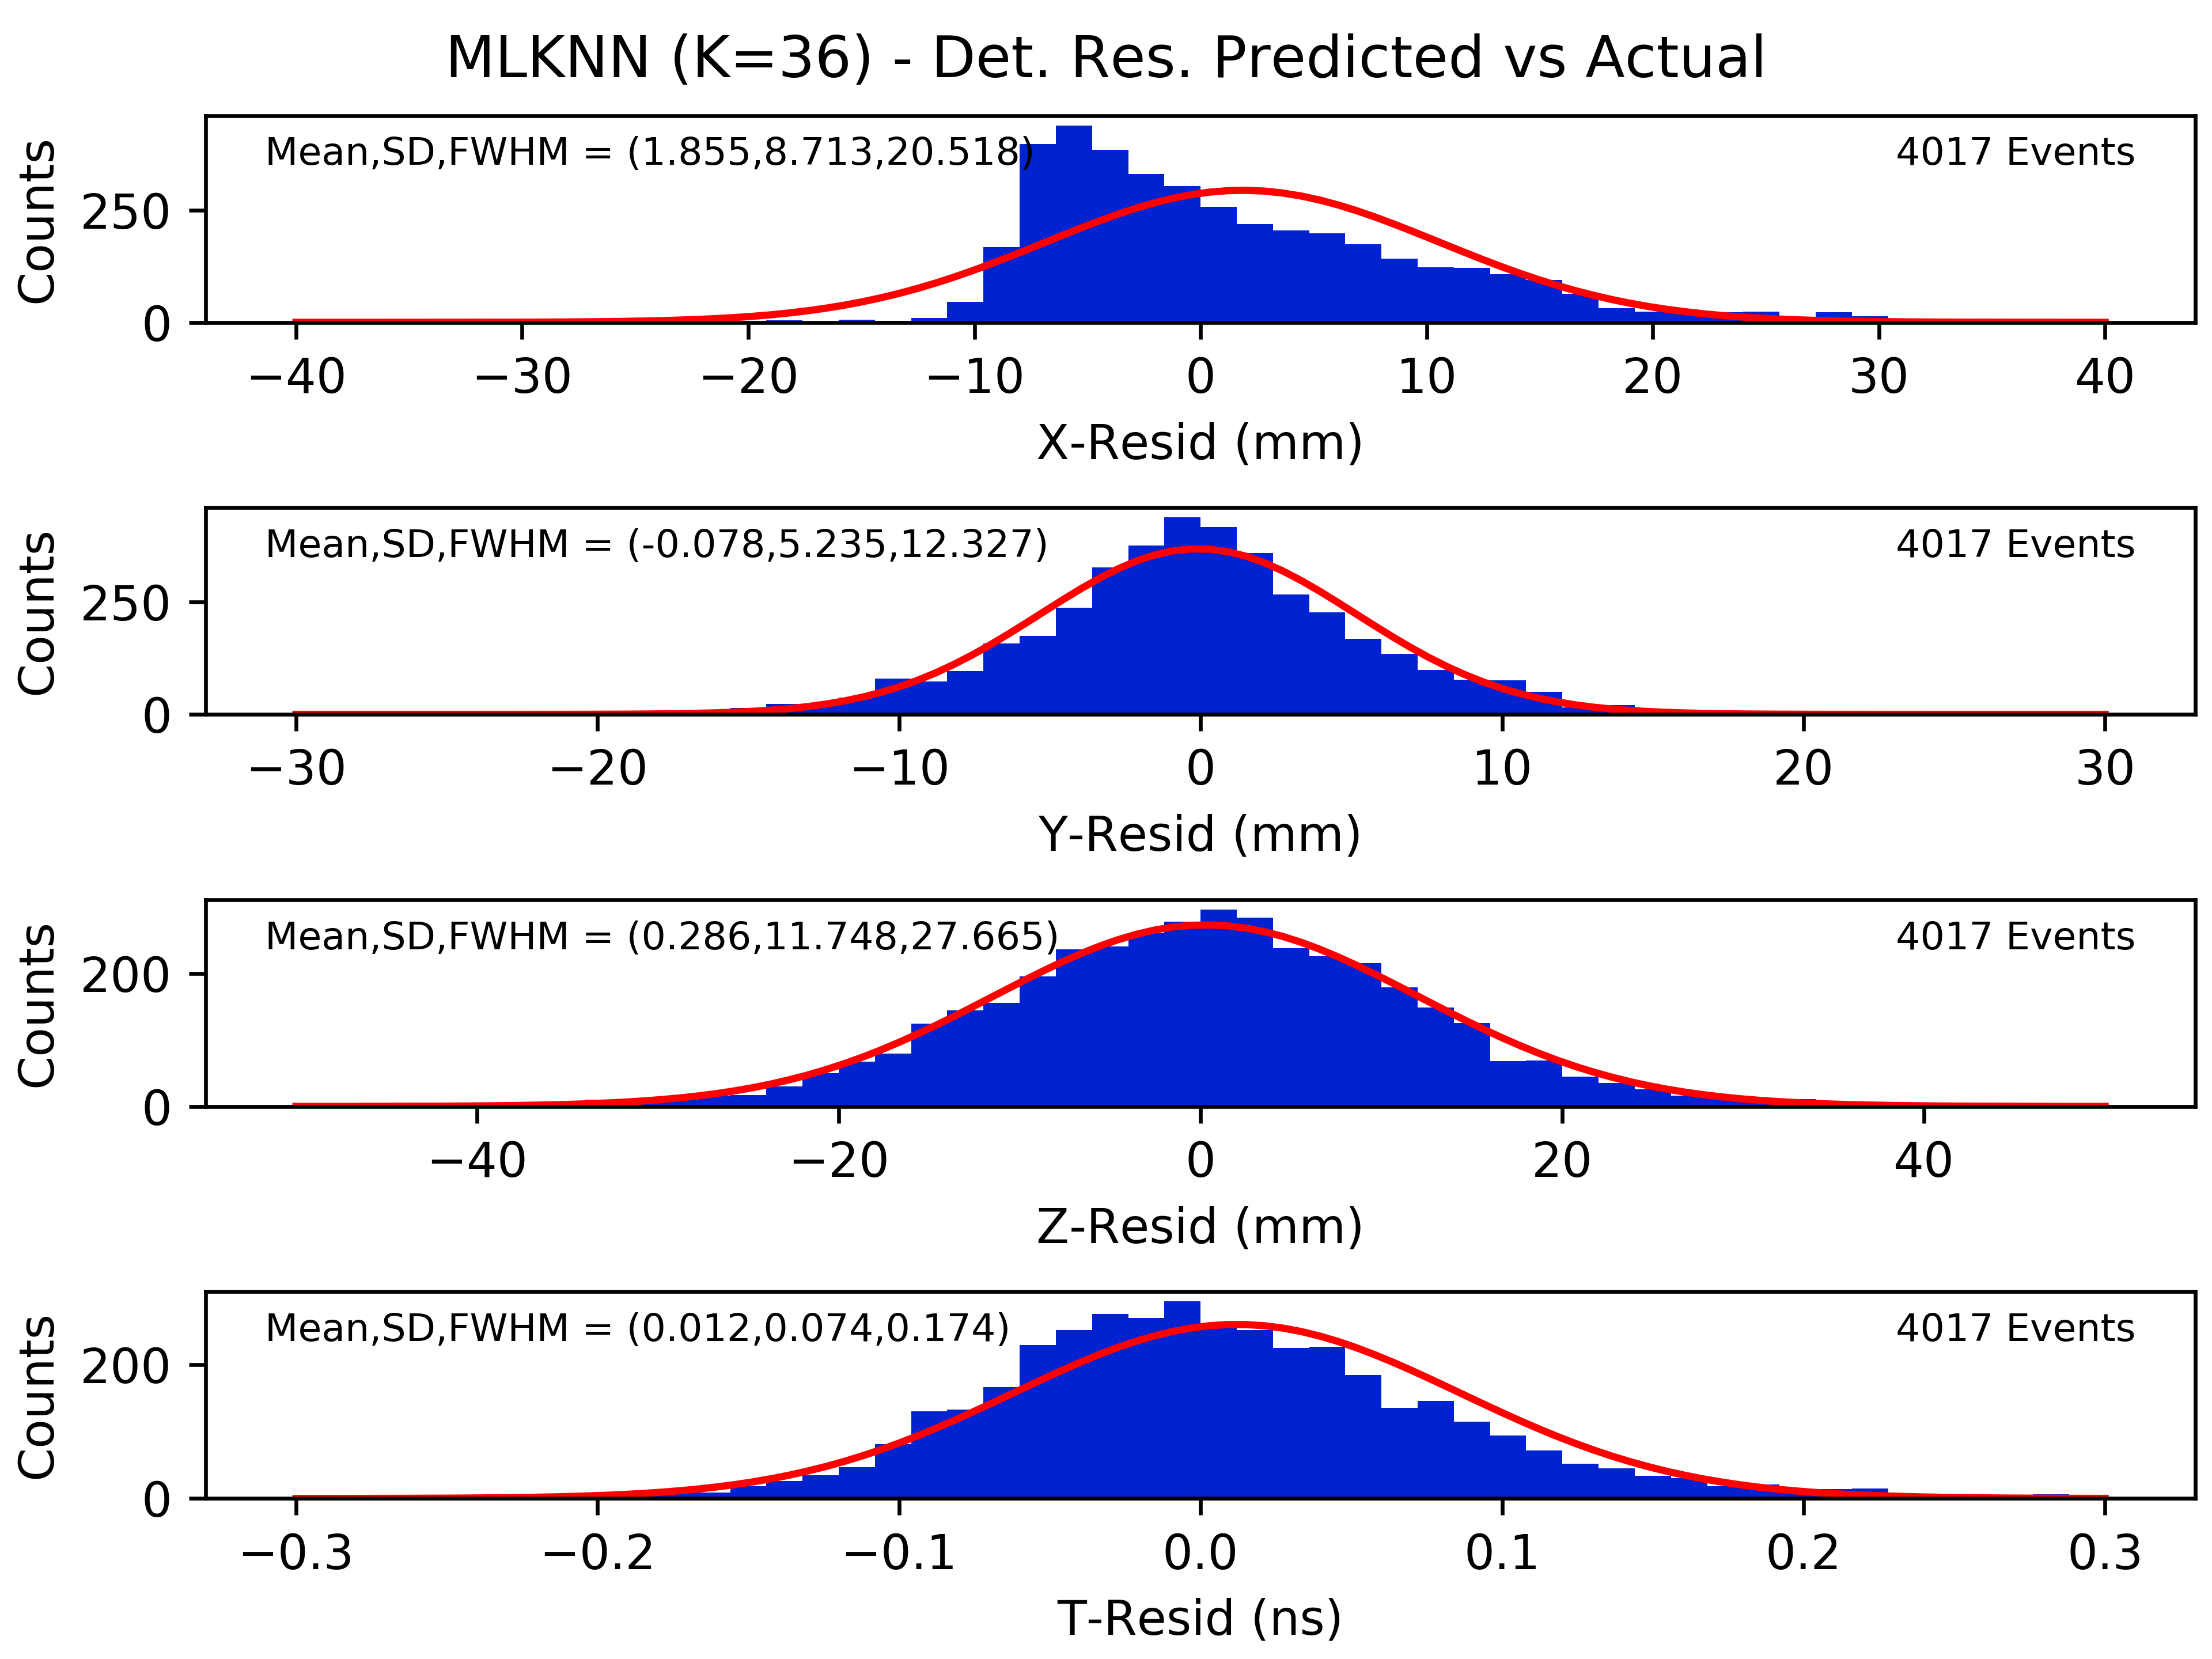 MLKNN (K=36) - Det. Res. Predicted vs Actual
Mean,SD,FWHM = (1.855,8.713,20.518)
4017 Events
Counts
250
0
−40 −30 −20 −10 0 10 20 30 40
X-Resid (mm)
Mean,SD,FWHM = (-0.078,5.235,12.327)
4017 Events
Counts
250
0
−30 −20 −10 0 10 20 30
Y-Resid (mm)
Mean,SD,FWHM = (0.286,11.748,27.665)
4017 Events
Counts
200
0
−40 −20 0 20 40
Z-Resid (mm)
Mean,SD,FWHM = (0.012,0.074,0.174)
4017 Events
Counts
200
0
−0.3 −0.2 −0.1 0.0 0.1 0.2 0.3
T-Resid (ns)